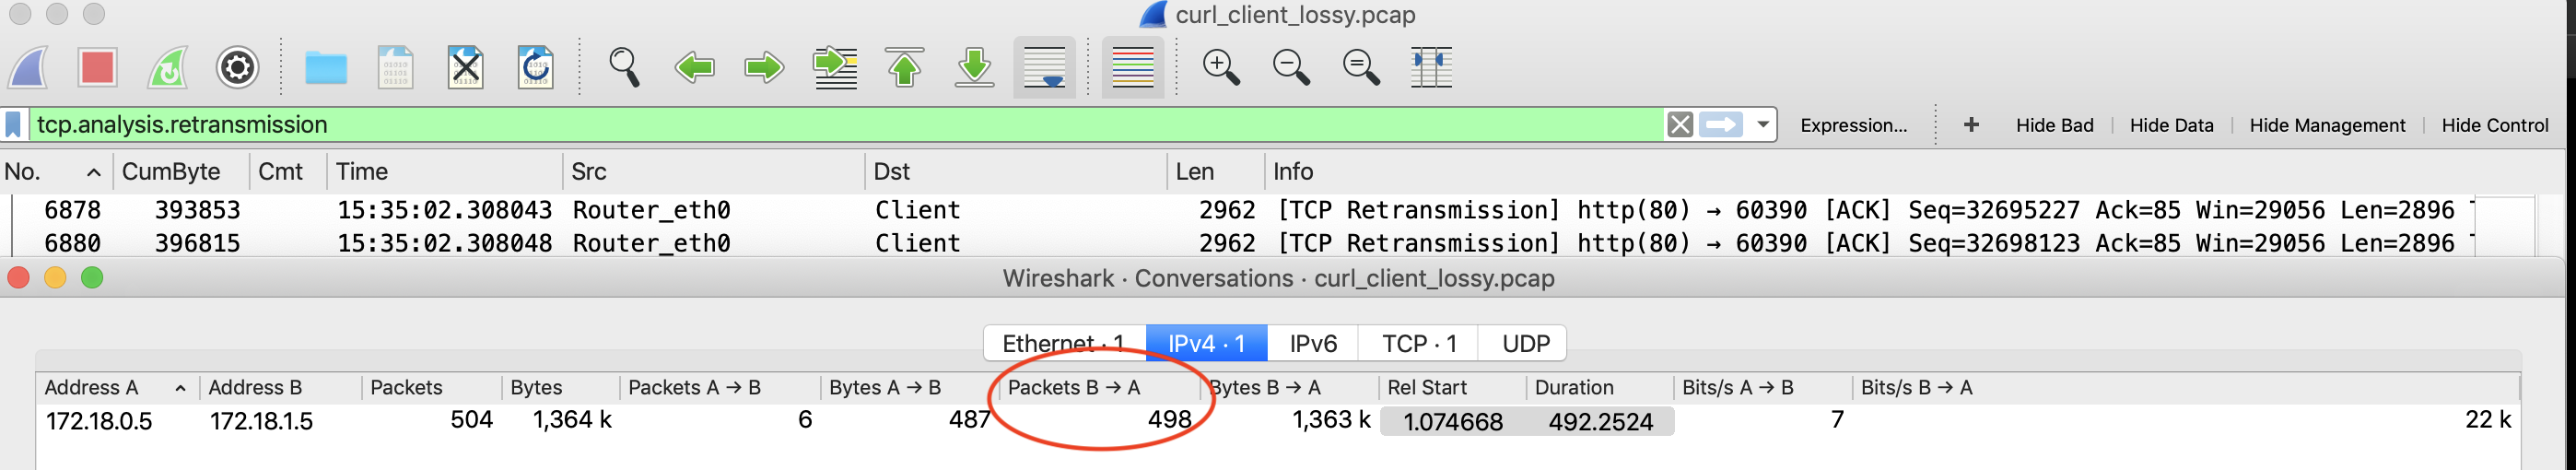 curl_client_lossy.pcap
tcp.analysis.retransmission Expression... + Hide Bad Hide Data Hide Management Hide Control
No. CumByte Cmt Time Src Dst Len Info
6878 393853 15:35:02.308043 Router_eth0 Client 2962 [TCP Retransmission] http(80) → 60390 [ACK] Seq=32695227 Ack=85 Win=29056 Len=2896
6880 396815 15:35:02.308048 Router_eth0 Client 2962 [TCP Retransmission] http(80) → 60390 [ACK] Seq=32698123 Ack=85 Win=29056 Len=2896
Wireshark · Conversations · curl_client_lossy.pcap
Ethernet · 1 IPv4 · 1 IPv6 TCP · 1 UDP
Address A Address B Packets Bytes Packets A → B Bytes A → B Packets B → A Bytes B → A Rel Start Duration Bits/s A → B Bits/s B → A
172.18.0.5 172.18.1.5 504 1,364 k 6 487 498 1,363 k 1.074668 492.2524 7 22 k